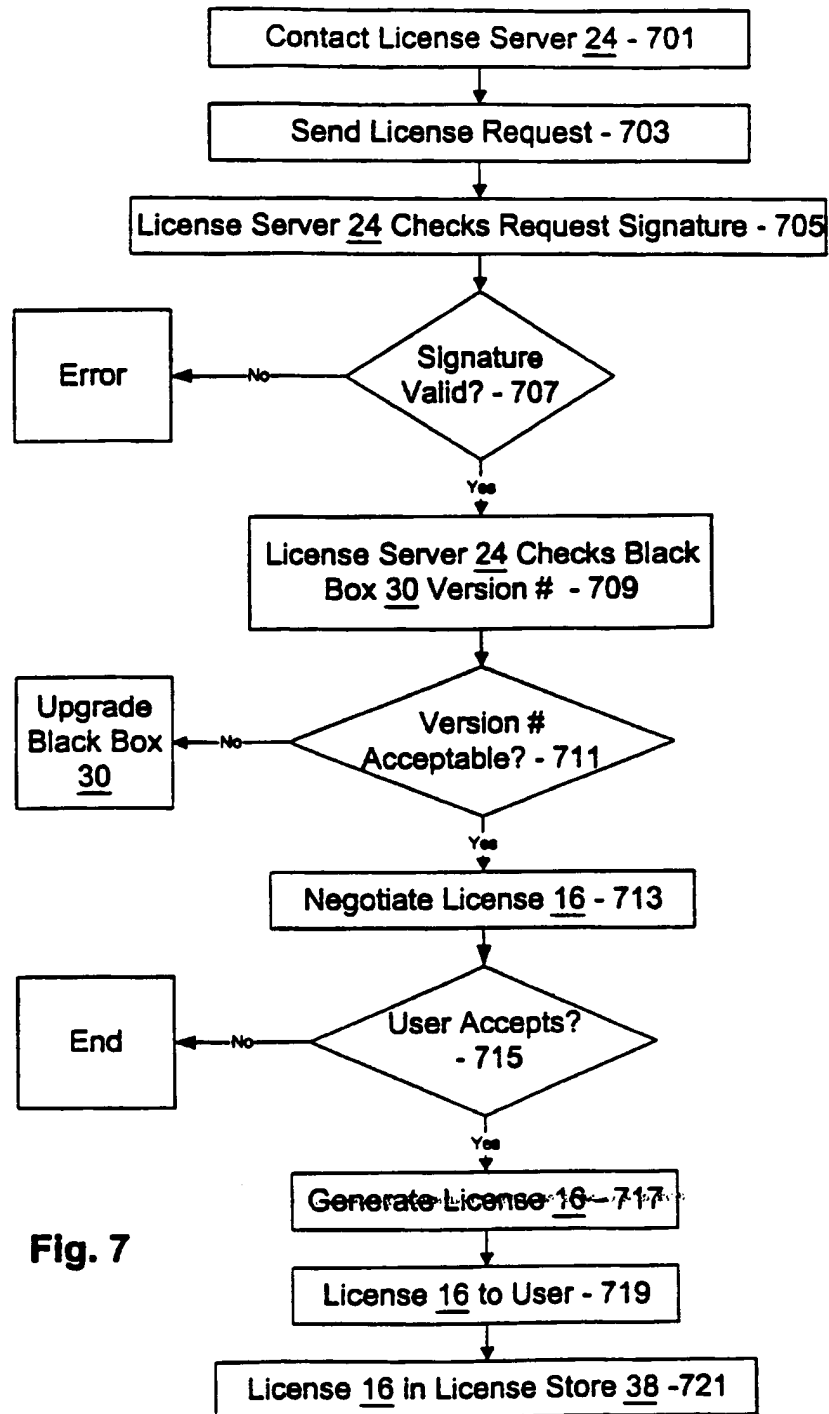 Contact License Server 24 - 701
Send License Request - 703
License Server 24 Checks Request Signature - 705
Signature
Valid? - 707
No
Error
Yes
License Server 24 Checks Black
Box 30 Version # - 709
Version #
Acceptable? - 711
No
Upgrade
Black Box
30
Yes
Negotiate License 16 - 713
User Accepts?
- 715
No
End
Yes
Generate License 16 - 717
Fig. 7
License 16 to User - 719
License 16 in License Store 38 -721